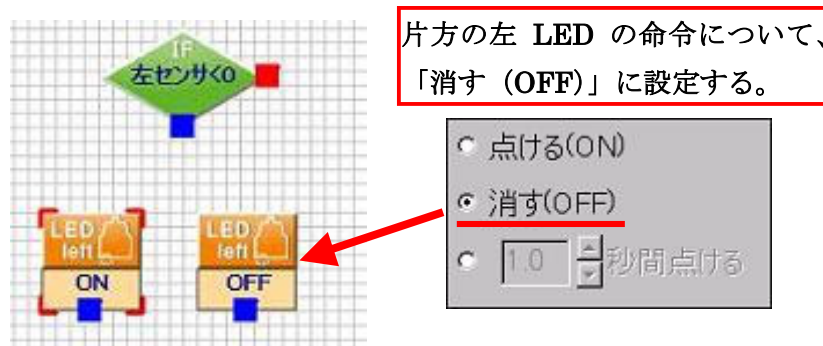 片方の左 LED の命令について、
「消す（OFF）」に設定する。
IF
左センサ<0
点ける(ON)
消す(OFF)
1.0 秒間点ける
LED
left
ON
LED
left
OFF